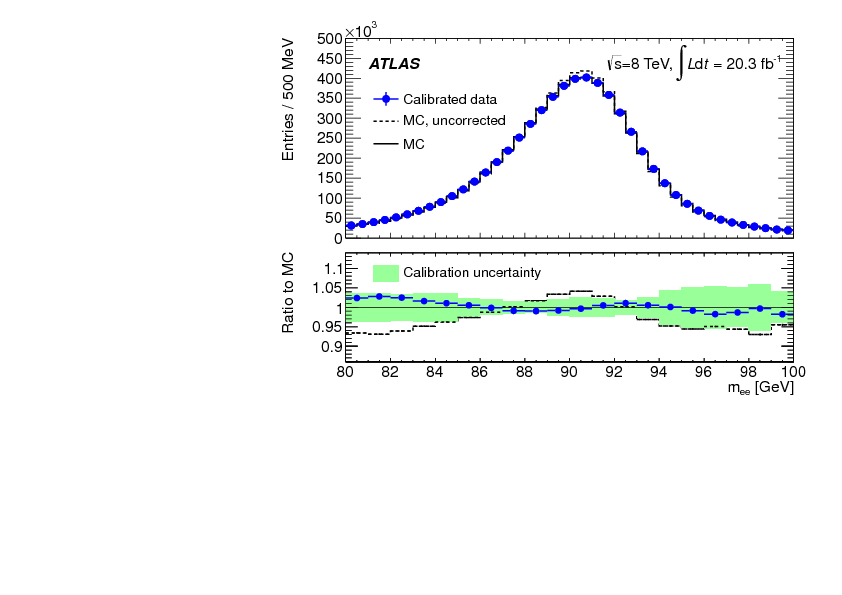 ×10³
500
450
400
350
300
250
200
150
100
50
0
Entries / 500 MeV
ATLAS
√s=8 TeV, ∫Ldt = 20.3 fb⁻¹
Calibrated data
MC, uncorrected
MC
Ratio to MC
1.1
1.05
1
0.95
0.9
Calibration uncertainty
80 82 84 86 88 90 92 94 96 98 100
mₑₑ [GeV]